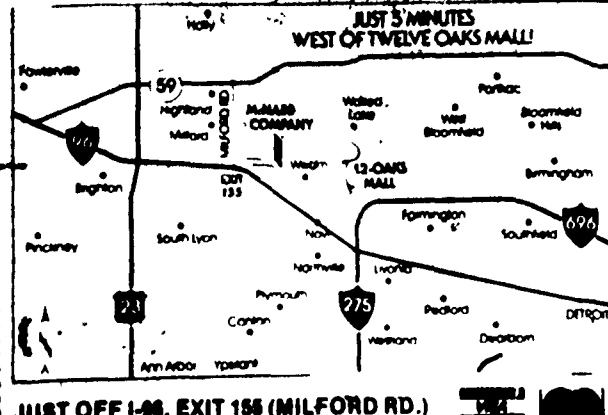 JUST 5 MINUTES
WEST OF TWELVE OAKS MALL!
Holly
Fowlerville
59
Pontiac
Highland
MILFORD RD
McNABB
COMPANY
Walled
Lake
West
Bloomfield
Bloomfield
Hills
Milford
96
Wixom
12-OAKS
MALL
Birmingham
Brighton
EXIT
155
Farmington
Southfield
696
Pinckney
South Lyon
Novi
Northville
Livonia
23
Plymouth
275
Redford
DETROIT
Canton
Westland
Dearborn
Ann Arbor
Ypsilanti
JUST OFF I-96, EXIT 155 (MILFORD RD.)
VISA